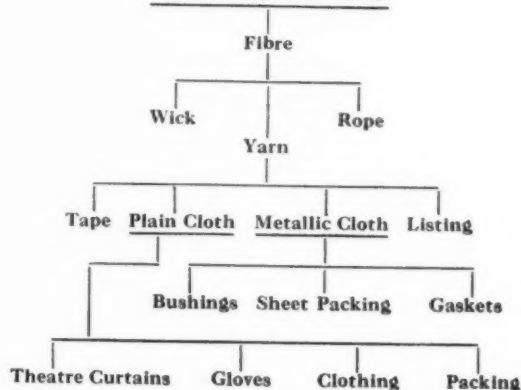 Fibre
Wick Rope
Yarn
Tape Plain Cloth Metallic Cloth Listing
Bushings Sheet Packing Gaskets
Theatre Curtains Gloves Clothing Packing